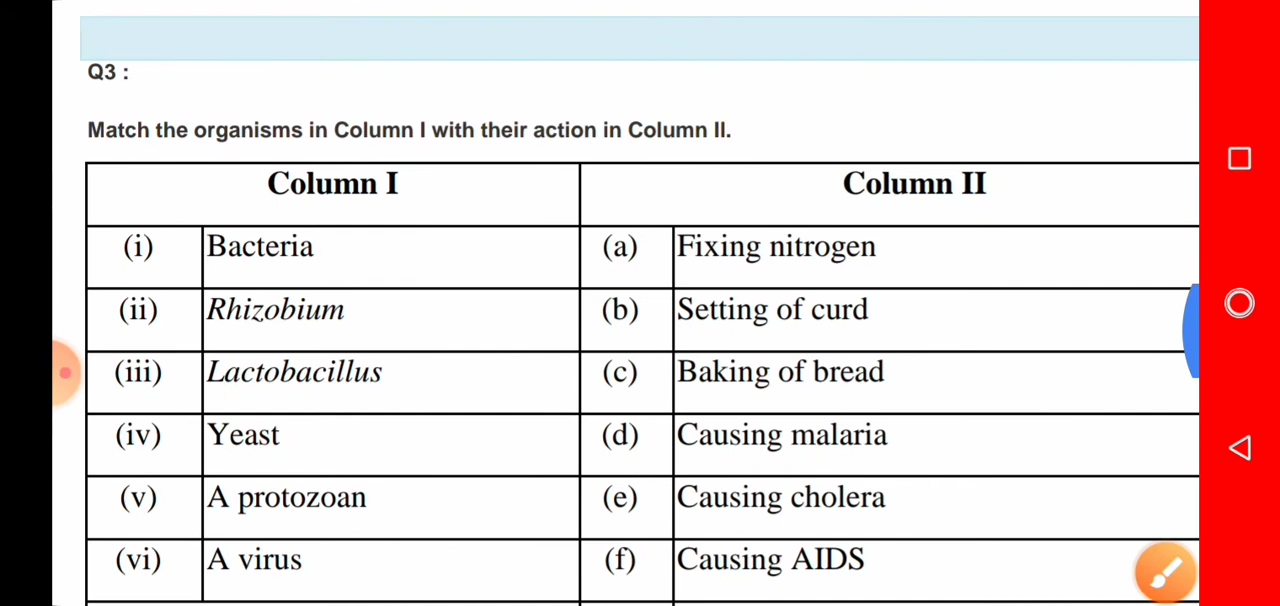 Q3 :
Match the organisms in Column I with their action in Column II.
Column I Column II
(i) Bacteria (a) Fixing nitrogen
(ii) Rhizobium (b) Setting of curd
(iii) Lactobacillus (c) Baking of bread
(iv) Yeast (d) Causing malaria
(v) A protozoan (e) Causing cholera
(vi) A virus (f) Causing AIDS